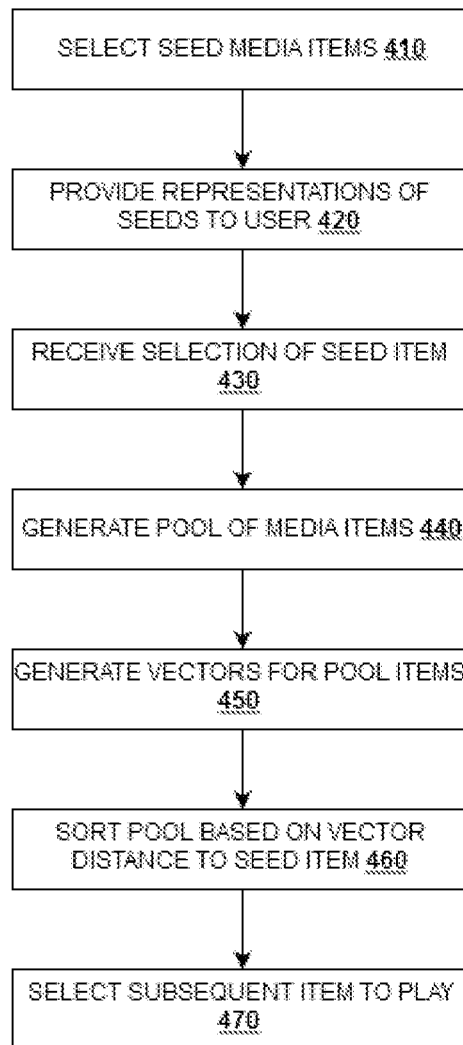 SELECT SEED MEDIA ITEMS 410
PROVIDE REPRESENTATIONS OF
SEEDS TO USER 420
RECEIVE SELECTION OF SEED ITEM
430
GENERATE POOL OF MEDIA ITEMS 440
GENERATE VECTORS FOR POOL ITEMS
450
SORT POOL BASED ON VECTOR
DISTANCE TO SEED ITEM 460
SELECT SUBSEQUENT ITEM TO PLAY
470